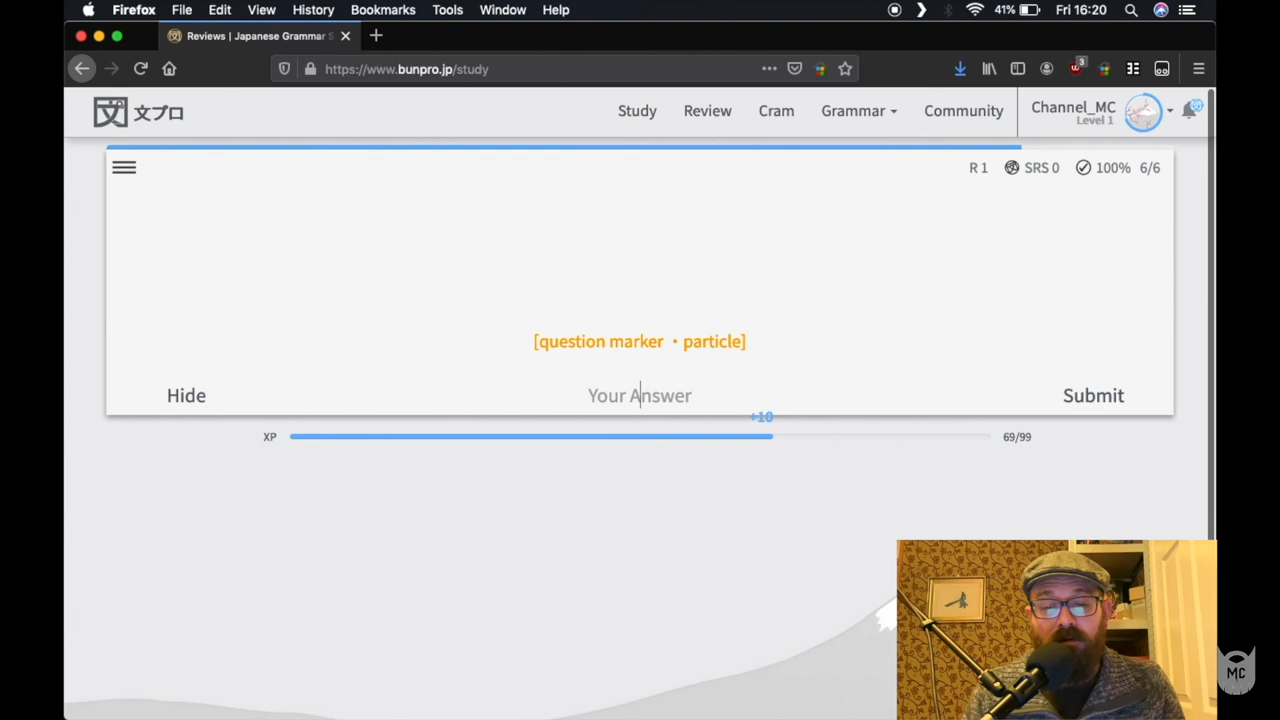 Firefox File Edit View History Bookmarks Tools Window Help 41% Fri 16:20
Reviews | Japanese Grammar S
https://www.bunpro.jp/study 3
文 文プロ Study Review Cram Grammar Community Channel_MC
Level 1
R 1 SRS 0 100% 6/6
[question marker・particle]
Hide Your Answer Submit
+10
XP 69/99
MC